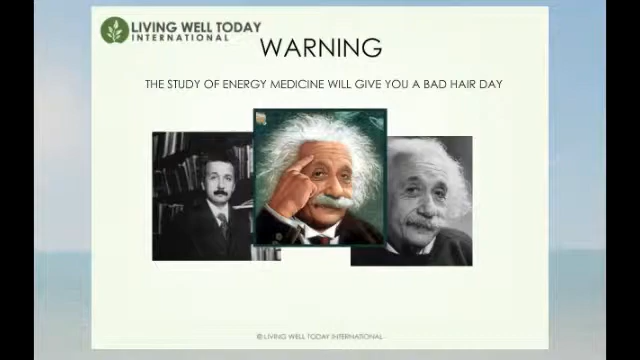 LIVING WELL TODAY
INTERNATIONAL
WARNING
THE STUDY OF ENERGY MEDICINE WILL GIVE YOU A BAD HAIR DAY
© LIVING WELL TODAY INTERNATIONAL